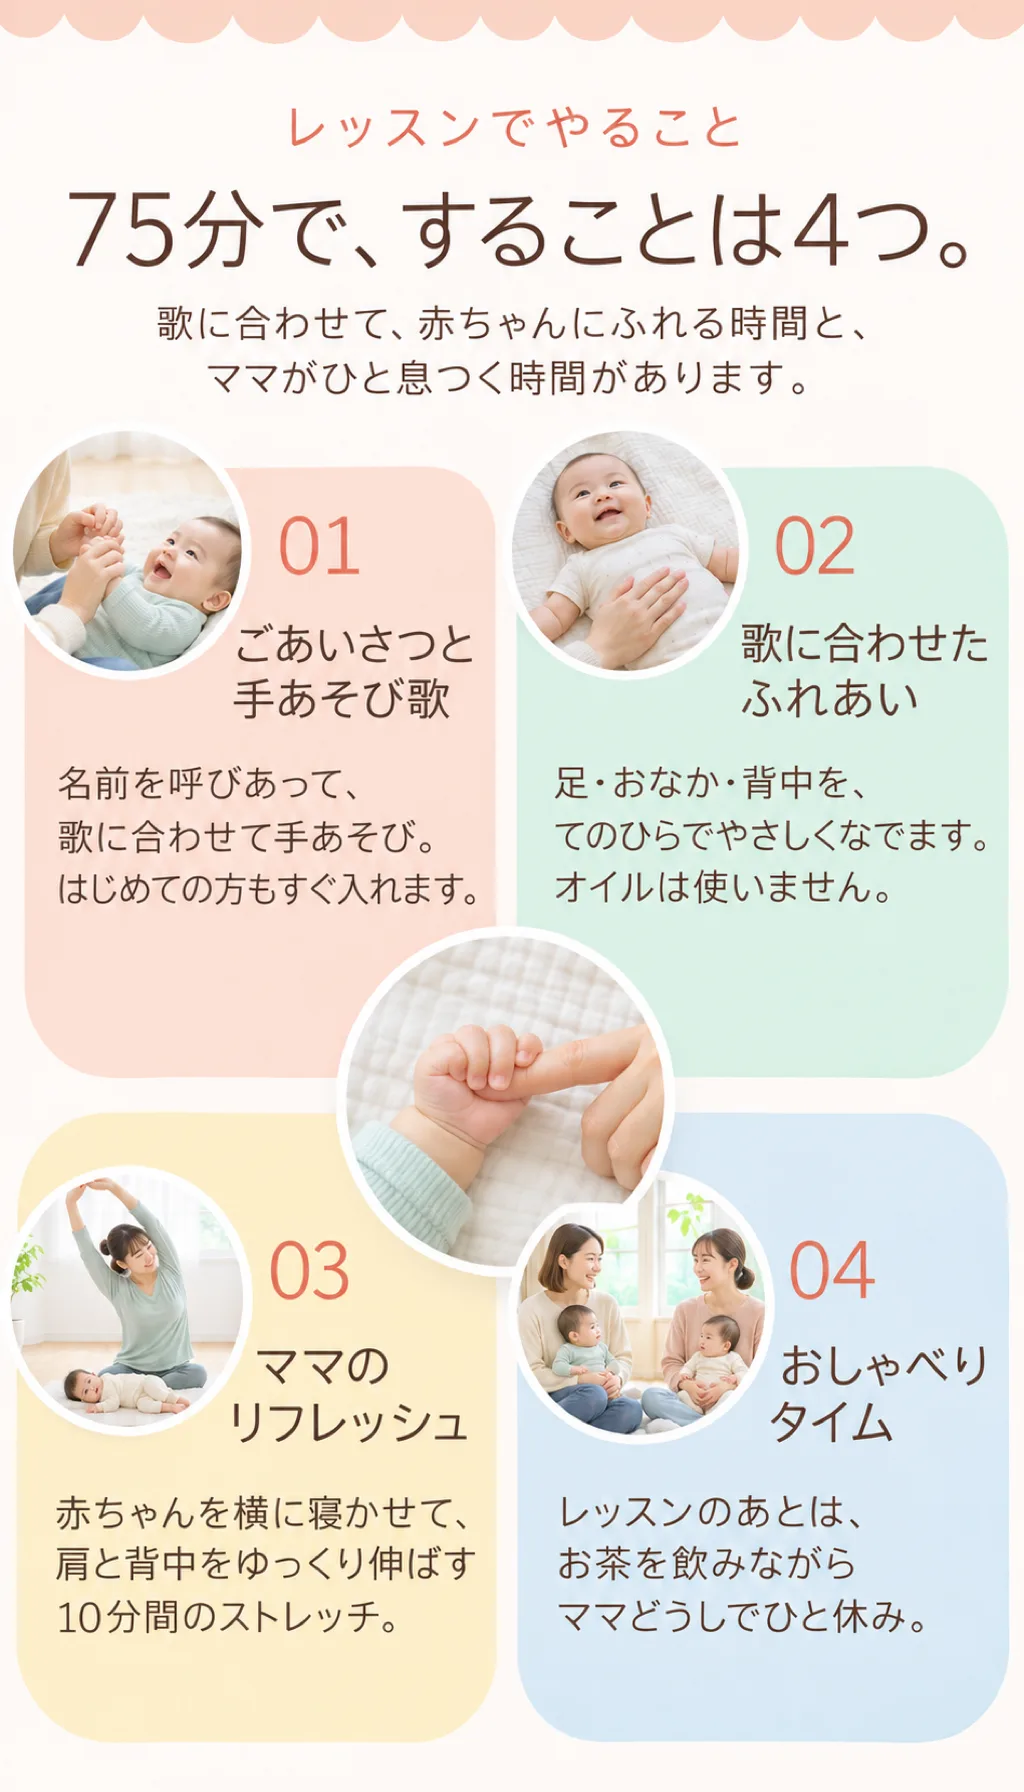 レッスンでやること
75分で、することは4つ。
歌に合わせて、赤ちゃんにふれる時間と、
ママがひと息つく時間があります。
01
ごあいさつと
手あそび歌
名前を呼びあって、
歌に合わせて手あそび。
はじめての方もすぐ入れます。
02
歌に合わせた
ふれあい
足・おなか・背中を、
てのひらでやさしくなでます。
オイルは使いません。
03
ママの
リフレッシュ
赤ちゃんを横に寝かせて、
肩と背中をゆっくり伸ばす
10分間のストレッチ。
04
おしゃべり
タイム
レッスンのあとは、
お茶を飲みながら
ママどうしでひと休み。